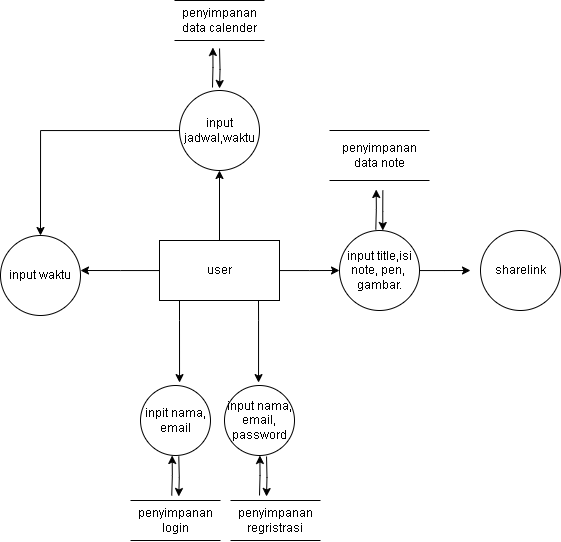 penyimpanan
data calender
input
jadwal,waktu
penyimpanan
data note
input waktu
user
input title,isi
note, pen,
gambar.
sharelink
inpit nama,
email
input nama,
email,
password
penyimpanan
login
penyimpanan
regristrasi